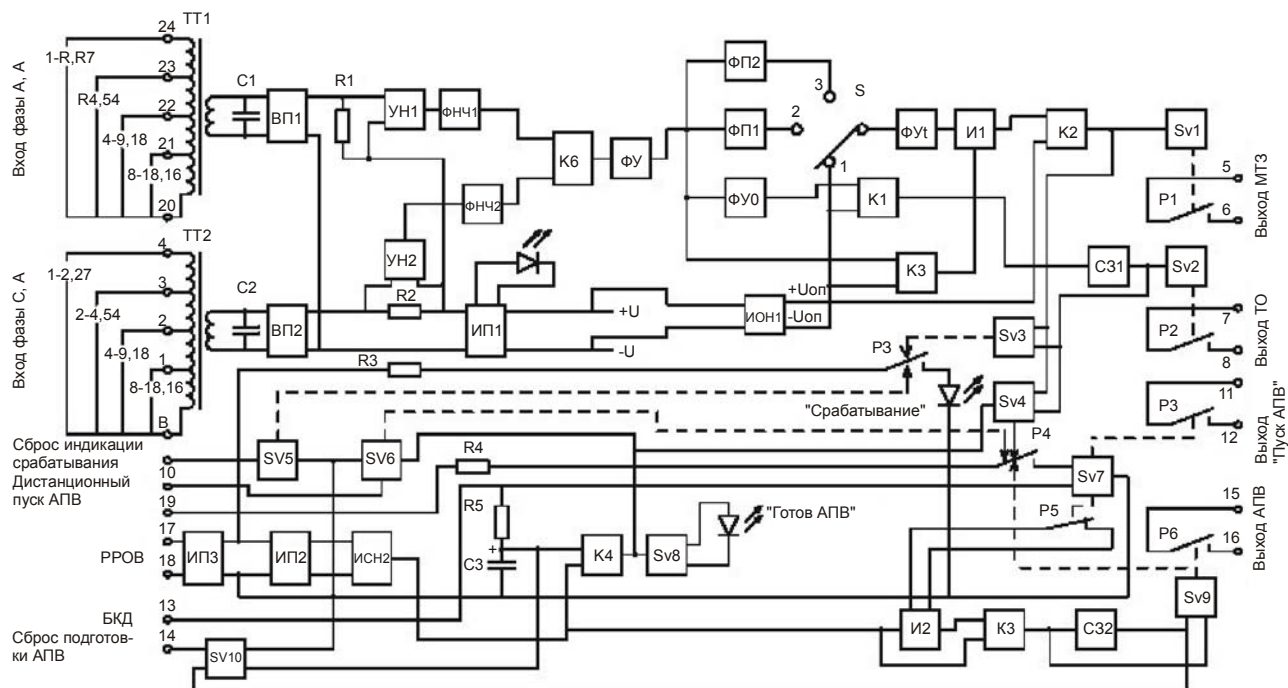 24
ТТ1
1-R,R7
23
R4,54
22
4-9,18
21
8-18,16
20
Вход фазы А, А
C1
ВП1
R1
УН1
ФНЧ1
ФНЧ2
УН2
К6
ФУ
ФП2
ФП1
ФУ0
3
2
S
1
ФУt
И1
К2
Sv1
К1
К3
С31
Sv2
5
Р1
6
Выход МТЗ
4
ТТ2
1-2,27
3
2-4,54
2
4-9,18
1
8-18,16
В
Вход фазы С, А
C2
ВП2
R2
ИП1
+U
-U
ИОН1
+Uоп
-Uоп
7
Р2
8
Выход ТО
R3
Р3
Sv3
"Срабатывание"
Sv4
11
Р3
12
Выход
"Пуск АПВ"
Сброс индикации
срабатывания
10
Дистанционный
пуск АПВ
19
SV5
SV6
R4
Р4
Sv7
R5
"Готов АПВ"
Р5
15
Р6
16
Выход АПВ
17
РРОВ
18
ИП3
ИП2
ИСН2
+
C3
К4
Sv8
Sv9
БКД
13
Сброс подготов-
ки АПВ
14
SV10
И2
К3
С32